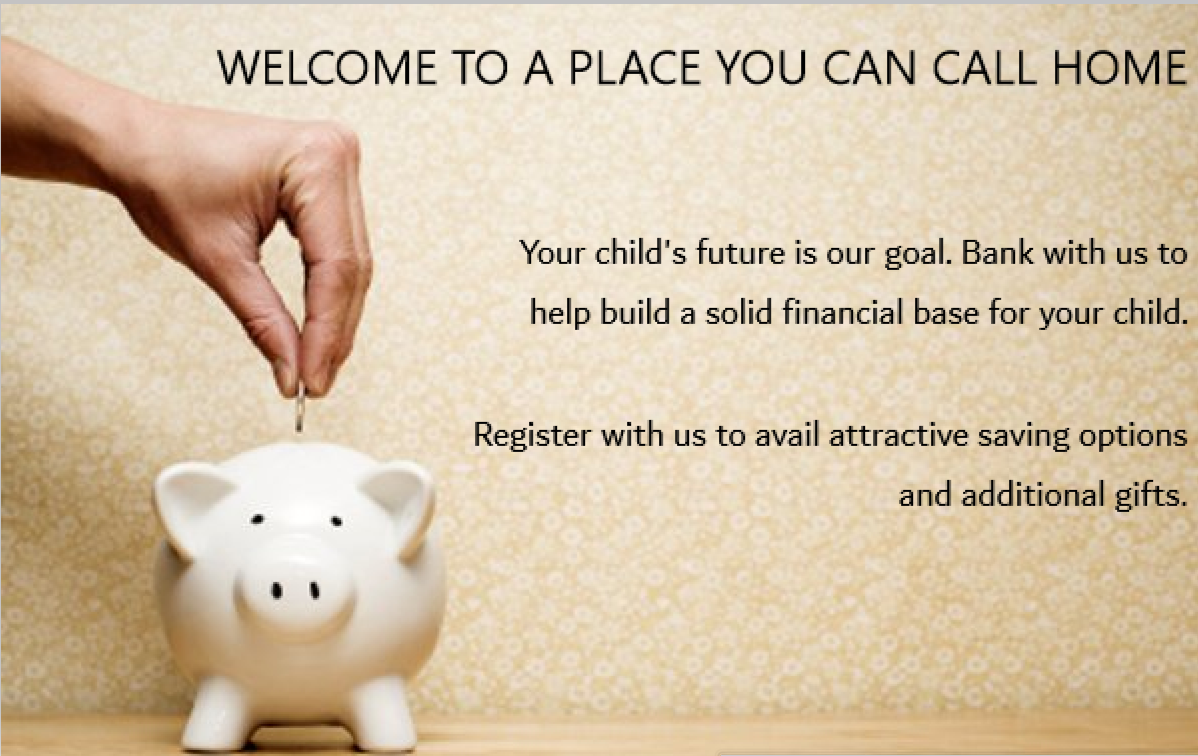 WELCOME TO A PLACE YOU CAN CALL HOME
Your child's future is our goal. Bank with us to
help build a solid financial base for your child.
Register with us to avail attractive saving options
and additional gifts.